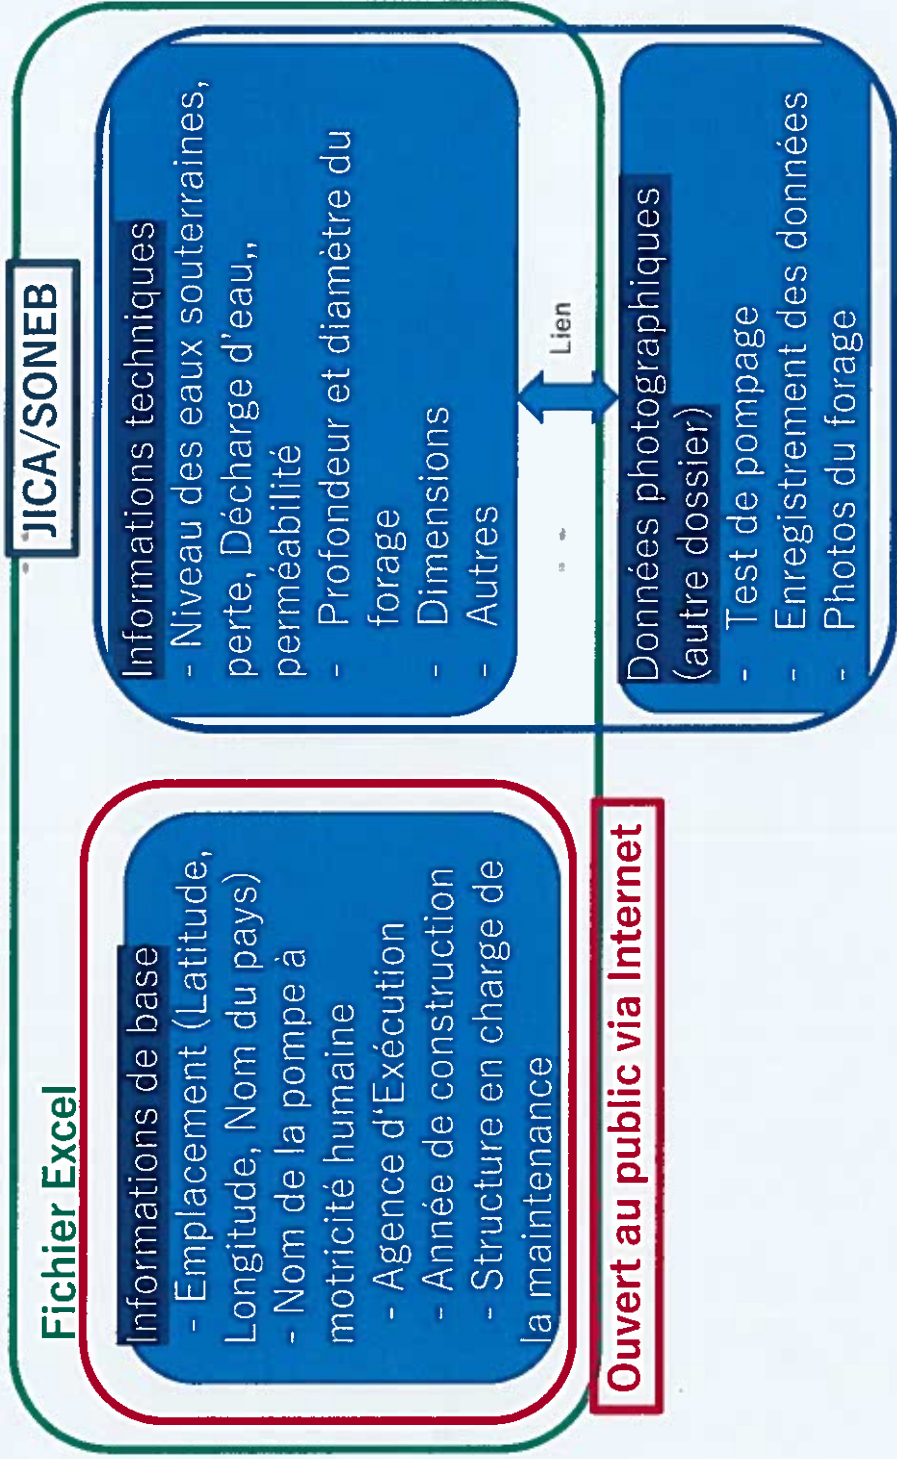 Fichier Excel
JICA/SONEB
Informations de base
- Emplacement (Latitude,
Longitude, Nom du pays)
- Nom de la pompe à
motricité humaine
- Agence d'Exécution
- Année de construction
- Structure en charge de
la maintenance
Ouvert au public via Internet
Informations techniques
- Niveau des eaux souterraines,
perte, Décharge d'eau,,
perméabilité
- Profondeur et diamètre du
forage
- Dimensions
- Autres
Lien
Données photographiques
(autre dossier)
- Test de pompage
- Enregistrement des données
- Photos du forage